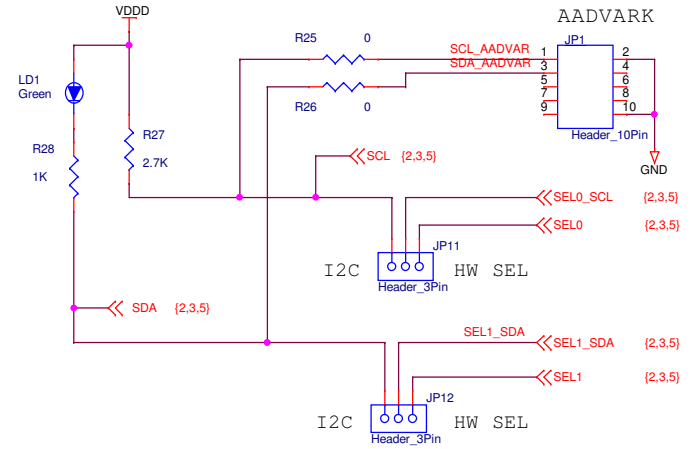 VDDD
AADVARK
R25 0
SCL_AADVAR
JP1
1 2
SDA_AADVAR
3 4
5 6
7 8
9 10
LD1
Green
R26 0
Header_10Pin
R27
2.7K
R28
1K
SCL {2,3,5}
GND
SEL0_SCL {2,3,5}
SEL0 {2,3,5}
JP11
I2C HW SEL
Header_3Pin
SDA {2,3,5}
SEL1_SDA
SEL1_SDA {2,3,5}
SEL1 {2,3,5}
JP12
I2C HW SEL
Header_3Pin